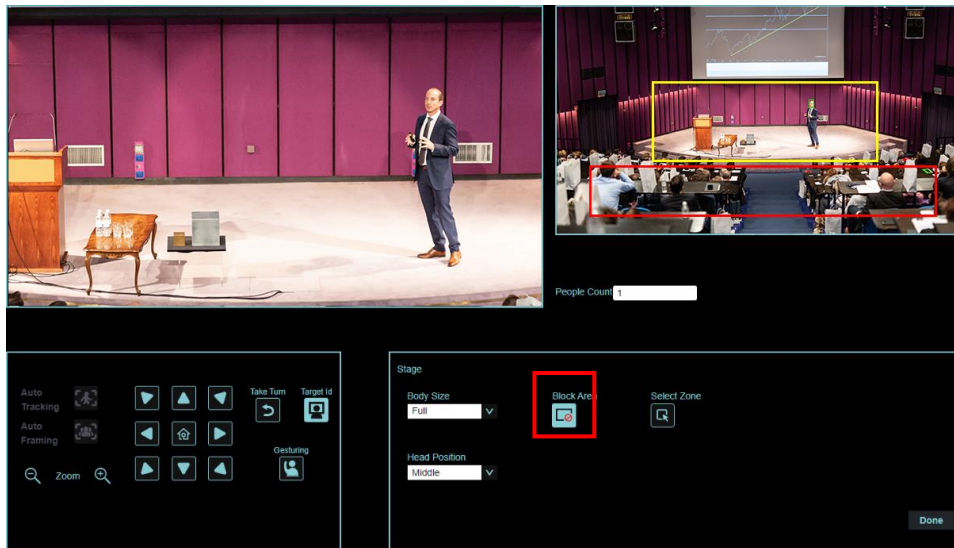 People Count 1
Stage
Auto Tracking
Take Turn
Target Id
Body Size
Full
Block Area
Select Zone
Auto Framing
Gesturing
Head Position
Middle
Zoom
Done